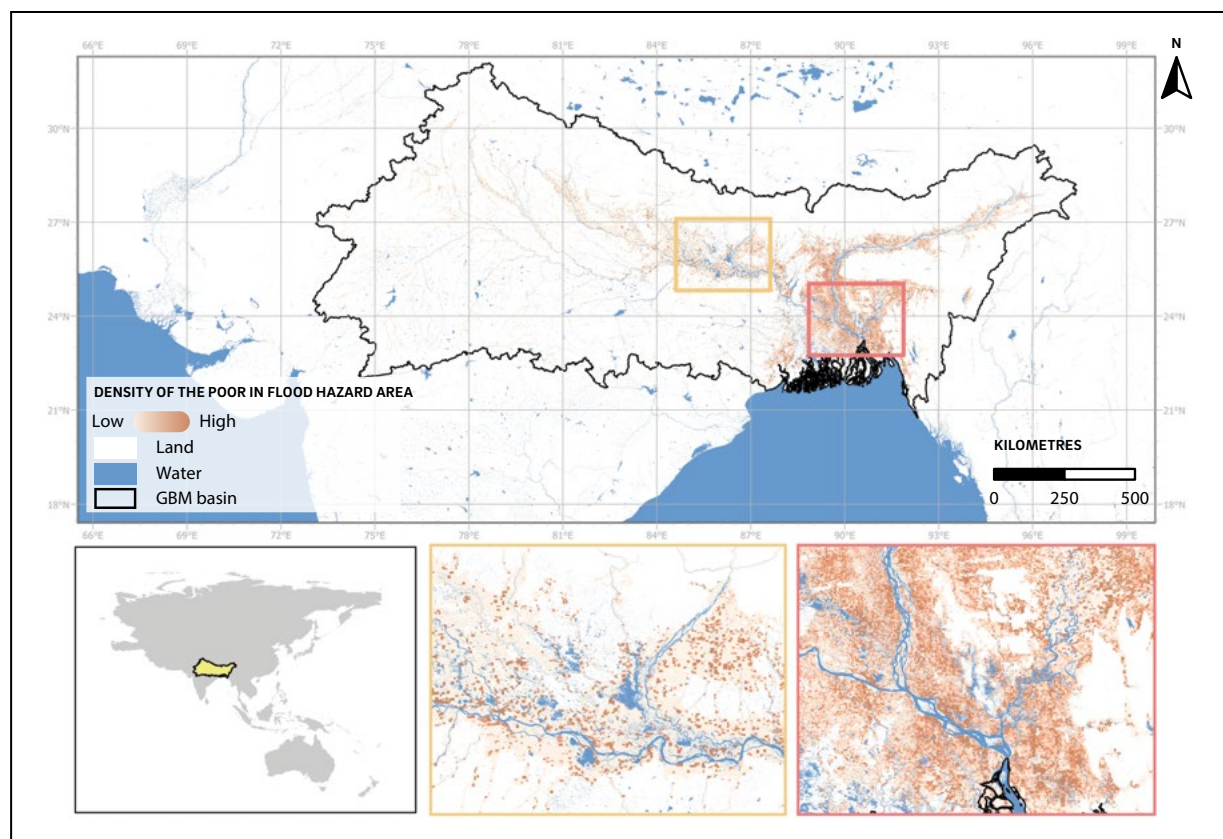 66°E 69°E 72°E 75°E 78°E 81°E 84°E 87°E 90°E 93°E 96°E 99°E
N
30°N 30°N
27°N 27°N
24°N 24°N
21°N 21°N
18°N 18°N
DENSITY OF THE POOR IN FLOOD HAZARD AREA
Low High
Land
Water
GBM basin
KILOMETRES
0 250 500
66°E 69°E 72°E 75°E 78°E 81°E 84°E 87°E 90°E 93°E 96°E 99°E